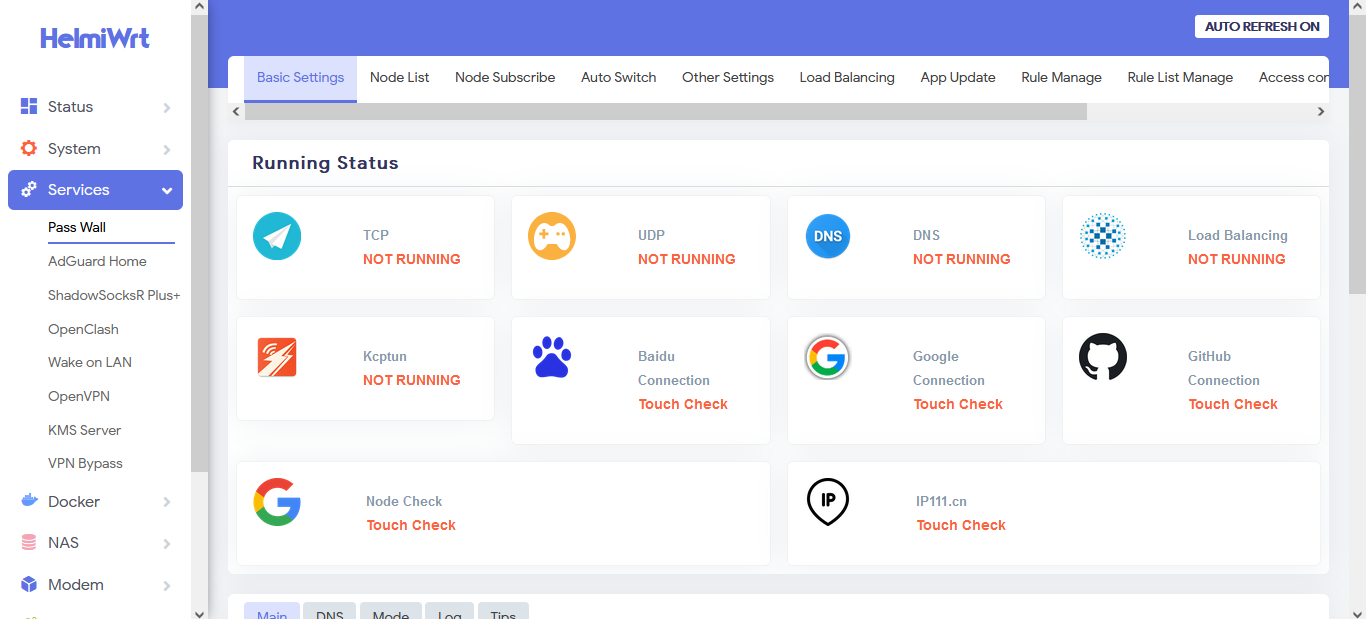 HelmiWrt
AUTO REFRESH ON
Basic Settings
Node List
Node Subscribe
Auto Switch
Other Settings
Load Balancing
App Update
Rule Manage
Rule List Manage
Access con
Status
System
Services
Pass Wall
AdGuard Home
ShadowSocksR Plus+
OpenClash
Wake on LAN
OpenVPN
KMS Server
VPN Bypass
Docker
NAS
Modem
Running Status
TCP
NOT RUNNING
UDP
NOT RUNNING
DNS
DNS
NOT RUNNING
Load Balancing
NOT RUNNING
Kcptun
NOT RUNNING
Baidu
Connection
Touch Check
Google
Connection
Touch Check
GitHub
Connection
Touch Check
Node Check
Touch Check
IP
IP111.cn
Touch Check
Main
DNS
Mode
Log
Tips